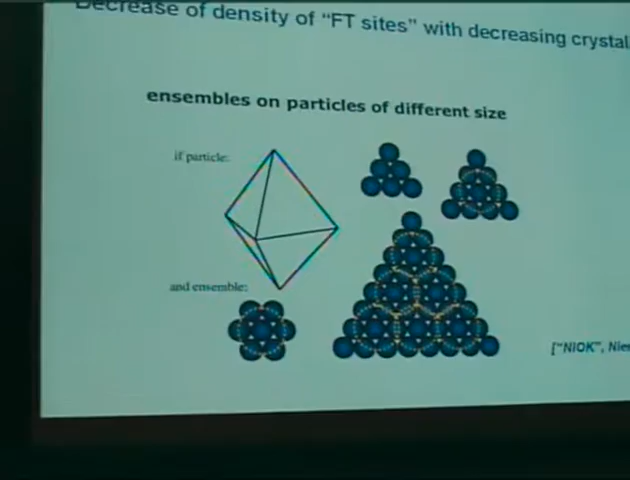 Decrease of density of "FT sites" with decreasing crystal
ensembles on particles of different size
if particle:
and ensemble:
["NIOK", Nie